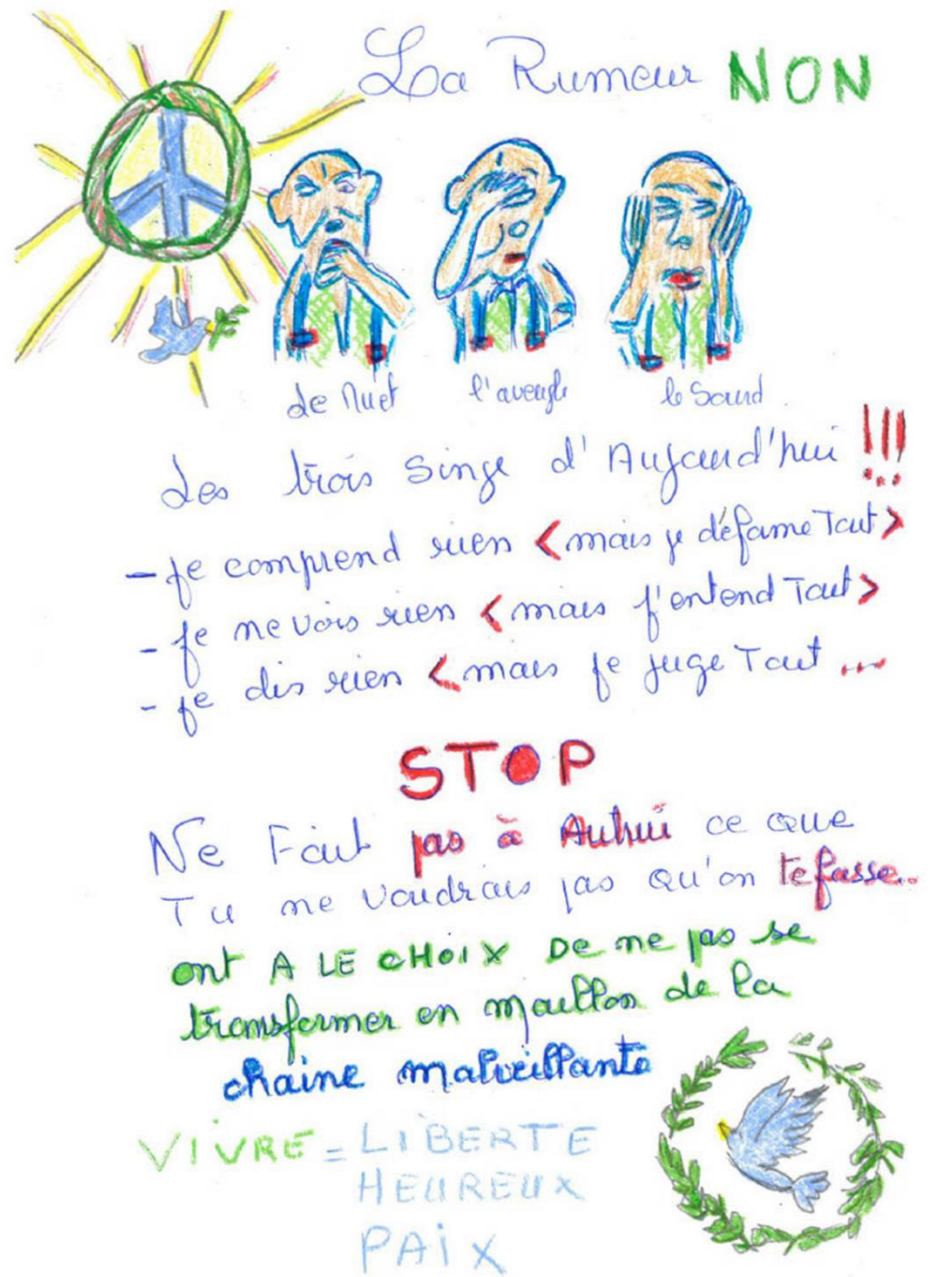 La Rumeur NON
de Muet l'aveugle le Sourd
Les trois singe d'Aujourd'hui !!!
- je comprend rien <mais je défame Tout>
- je ne vois rien <mais j'entend Tout>
- je dis rien <mais je juge Tout ...
STOP
Ne Fait pas à Autrui ce que
Tu ne voudrais pas qu'on te fasse..
ont A LE CHOIX De ne pas se
transformer en maillon de la
chaine malveillante
VIVRE = LIBERTE
HEUREUX
PAIX